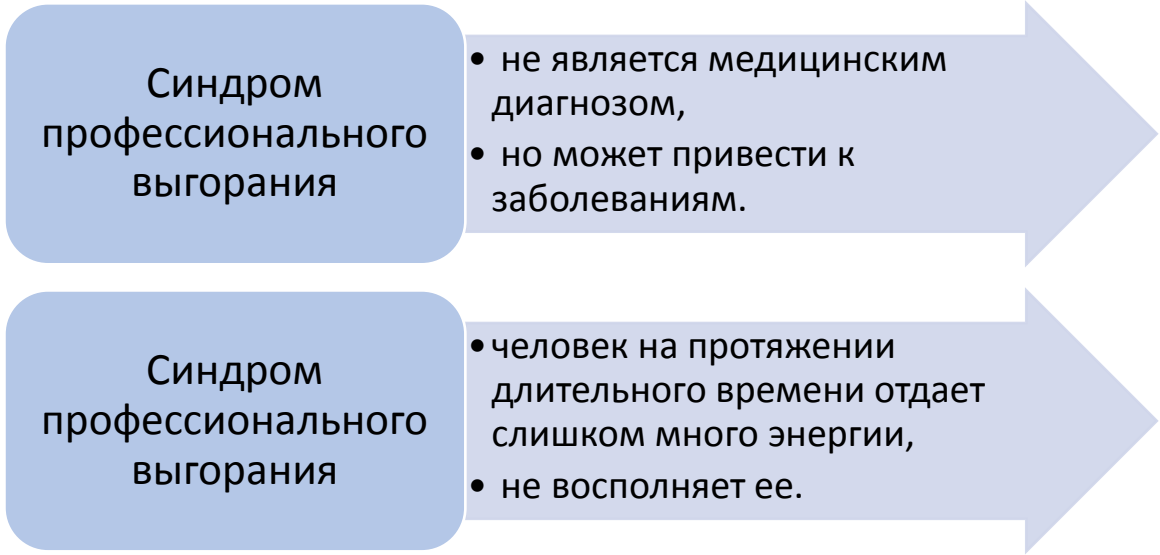 Синдром
профессионального
выгорания
• не является медицинским
диагнозом,
• но может привести к
заболеваниям.
Синдром
профессионального
выгорания
• человек на протяжении
длительного времени отдает
слишком много энергии,
• не восполняет ее.